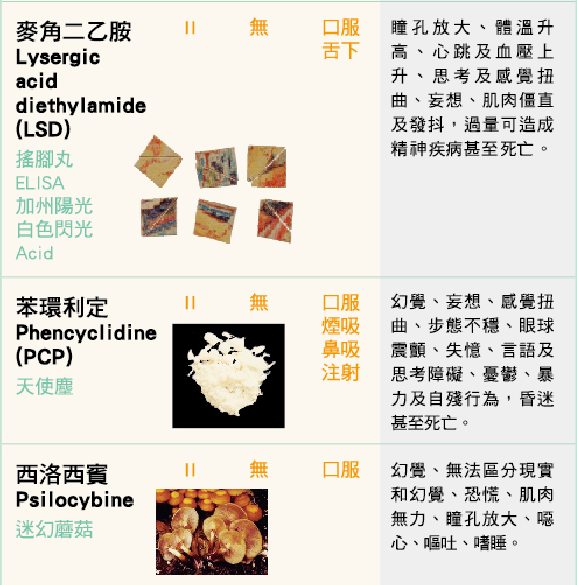 麥角二乙胺
Lysergic
acid
diethylamide
(LSD)
搖腳丸
ELISA
加州陽光
白色閃光
Acid
II
無
口服
舌下
瞳孔放大、體溫升
高、心跳及血壓上
升、思考及感覺扭
曲、妄想、肌肉僵直
及發抖，過量可造成
精神疾病甚至死亡。
苯環利定
Phencyclidine
(PCP)
天使塵
II
無
口服
煙吸
鼻吸
注射
幻覺、妄想、感覺扭
曲、步態不穩、眼球
震顫、失憶、言語及
思考障礙、憂鬱、暴
力及自殘行為，昏迷
甚至死亡。
西洛西賓
Psilocybine
迷幻蘑菇
II
無
口服
幻覺、無法區分現實
和幻覺、恐慌、肌肉
無力、瞳孔放大、噁
心、嘔吐、嗜睡。